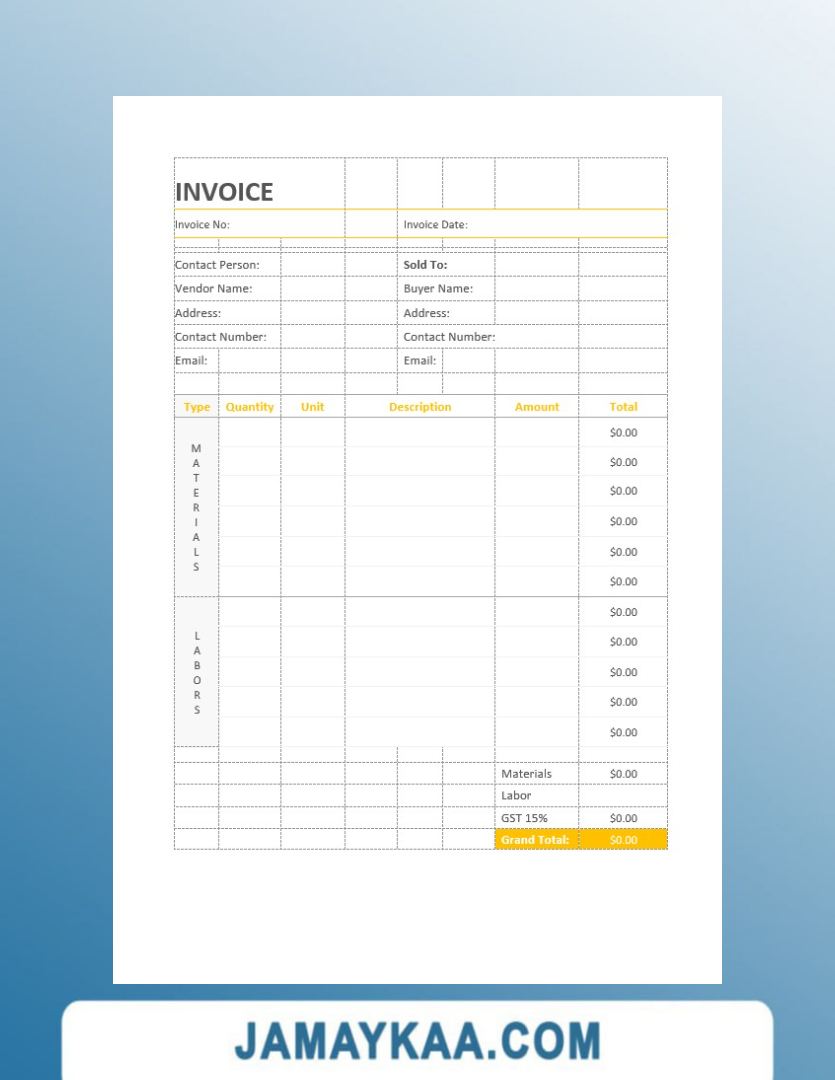 INVOICE
Invoice No: Invoice Date:
Contact Person: Sold To:
Vendor Name: Buyer Name:
Address: Address:
Contact Number: Contact Number:
Email: Email:
Type Quantity Unit Description Amount Total
MATERIALS
$0.00
$0.00
$0.00
$0.00
$0.00
$0.00
LABORS
$0.00
$0.00
$0.00
$0.00
$0.00
Materials $0.00
Labor
GST 15% $0.00
Grand Total: $0.00
JAMAYKAA.COM